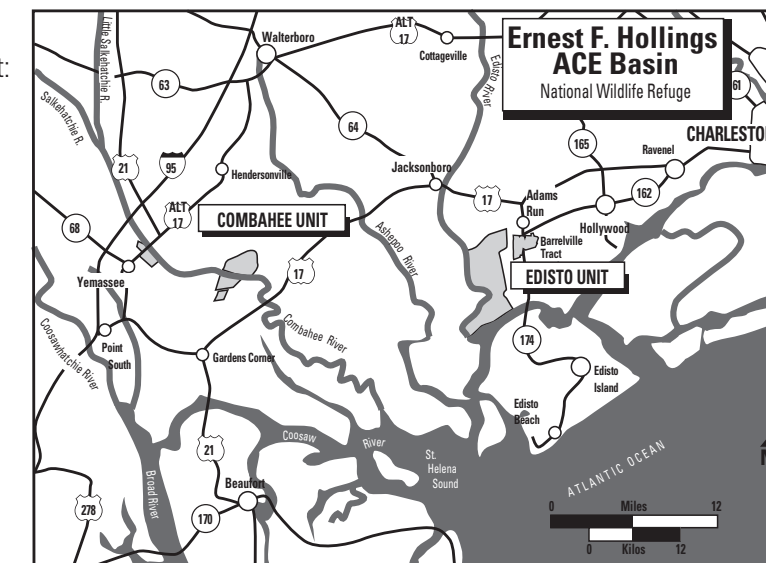 t:
Ernest F. Hollings
ACE Basin
National Wildlife Refuge
Little Salkehatchie R.
Walterboro
ALT
17
Cottageville
Edisto River
61
63
Salkehatchie R.
64
165
CHARLESTO
Ravenel
21
95
Hendersonville
Jacksonboro
17
162
ALT
17
Adams
Run
COMBAHEE UNIT
68
Hollywood
Ashepoo River
Barrelville
Tract
EDISTO UNIT
Yemassee
17
Coosawhatchie River
Combahee River
Point
South
Gardens Corner
174
Edisto
Island
Edisto
Beach
21
Coosaw
River
St.
Helena
Sound
ATLANTIC OCEAN
N
Broad River
Beaufort
278
170
0 Miles 12
0 Kilos 12